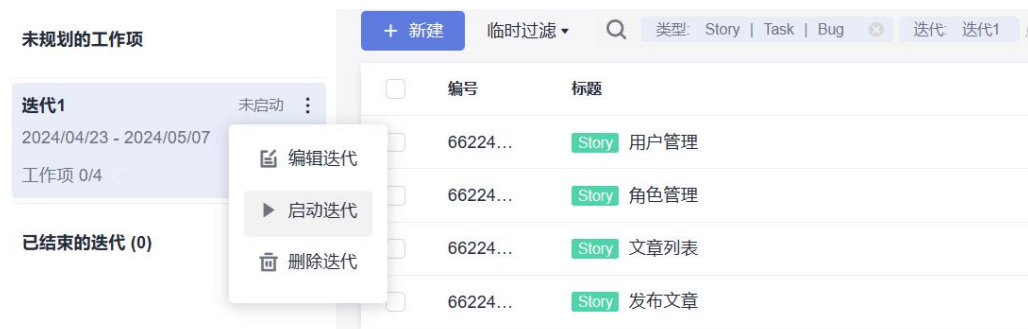 未规划的工作项
迭代1 未启动
2024/04/23 - 2024/05/07
工作项 0/4
已结束的迭代 (0)
编辑迭代
启动迭代
删除迭代
+ 新建 临时过滤 类型: Story | Task | Bug 迭代: 迭代1
编号 标题
66224... Story 用户管理
66224... Story 角色管理
66224... Story 文章列表
66224... Story 发布文章